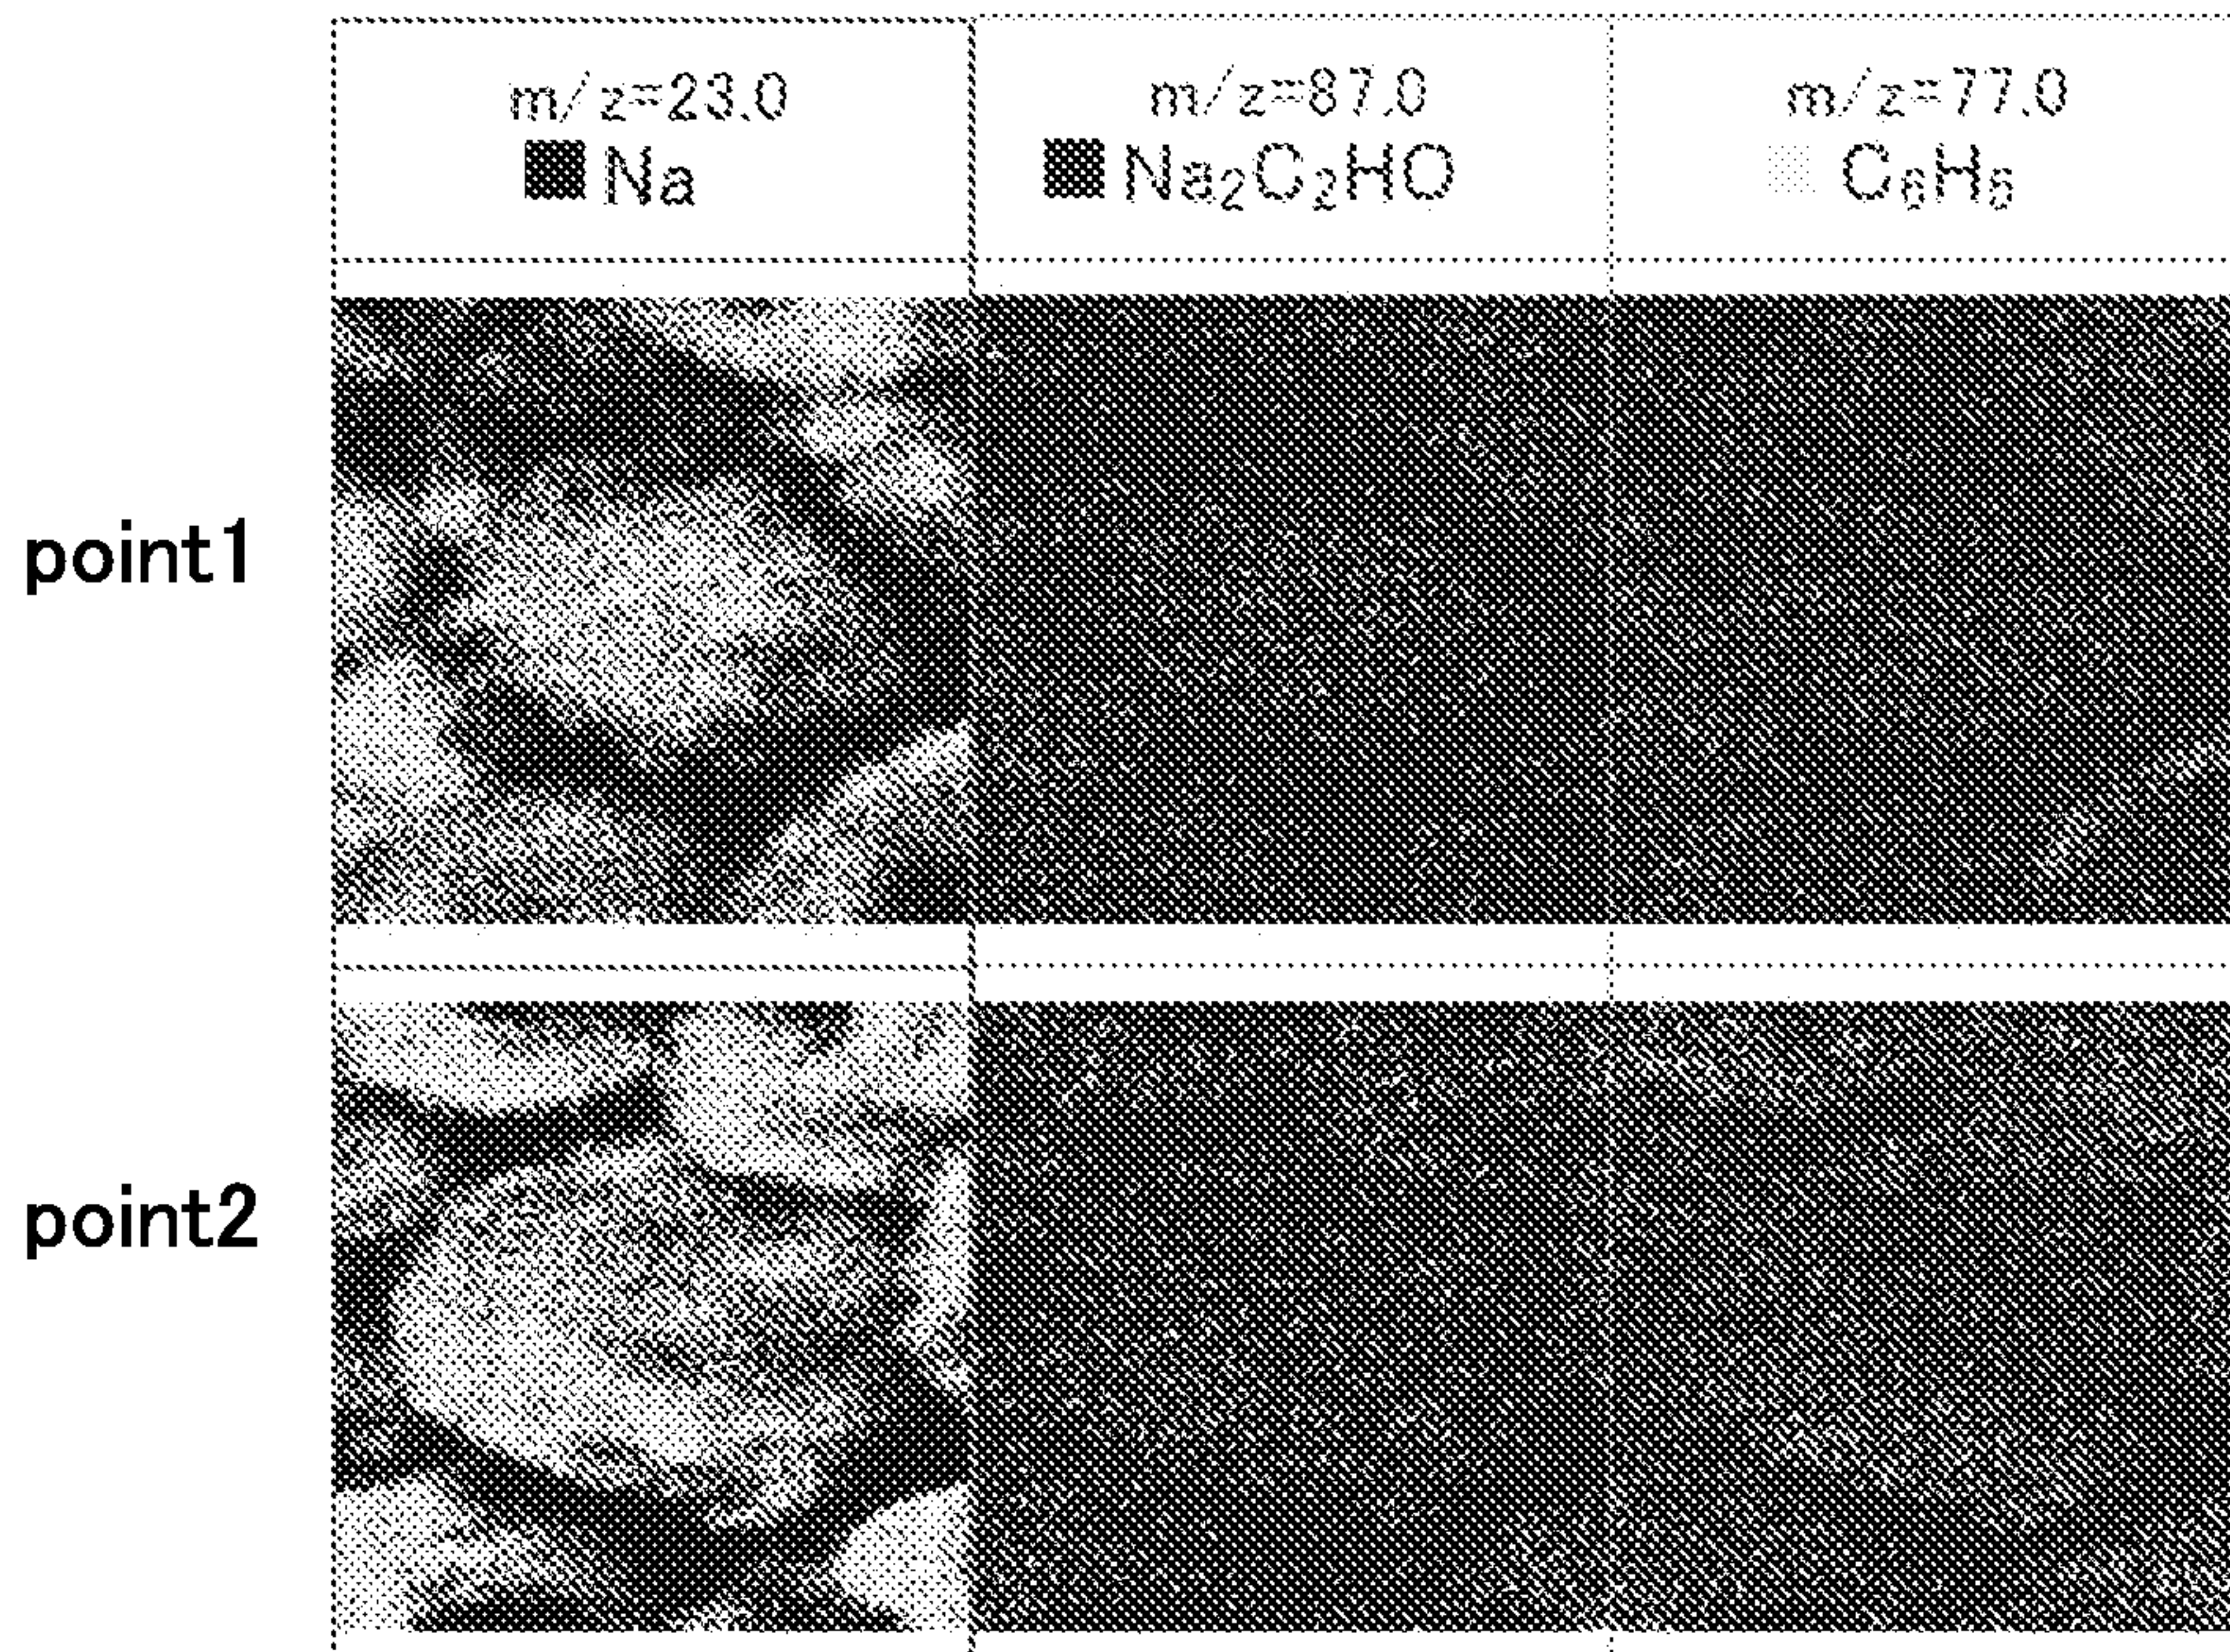 m/z=23.0
Na
m/z=87.0
Na₂C₂HO
m/z=77.0
C₆H₅
point1
point2